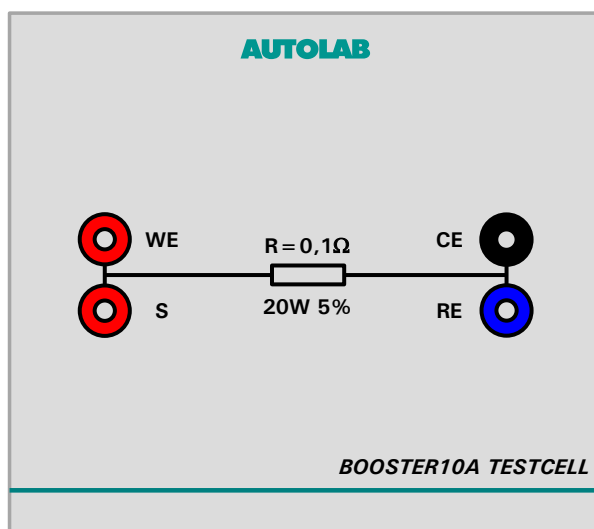 AUTOLAB
WE
CE
R=0,1Ω
S
20W 5%
RE
BOOSTER10A TESTCELL